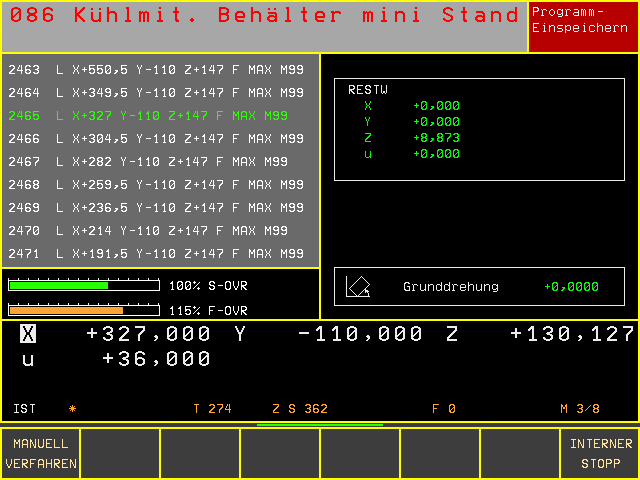 086 Kühlmit. Behälter mini Stand
Programm-
Einspeichern
2463 L X+550,5 Y-110 Z+147 F MAX M99
2464 L X+349,5 Y-110 Z+147 F MAX M99
2465 L X+327 Y-110 Z+147 F MAX M99
2466 L X+304,5 Y-110 Z+147 F MAX M99
2467 L X+282 Y-110 Z+147 F MAX M99
2468 L X+259,5 Y-110 Z+147 F MAX M99
2469 L X+236,5 Y-110 Z+147 F MAX M99
2470 L X+214 Y-110 Z+147 F MAX M99
2471 L X+191,5 Y-110 Z+147 F MAX M99
RESTW
X +0,000
Y +0,000
Z +8,873
u +0,000
100% S-OVR
115% F-OVR
Grunddrehung +0,0000
X +327,000 Y -110,000 Z +130,127
u +36,000
IST * T 274 Z S 362 F 0 M 3/8
MANUELL
VERFAHREN
INTERNER
STOPP